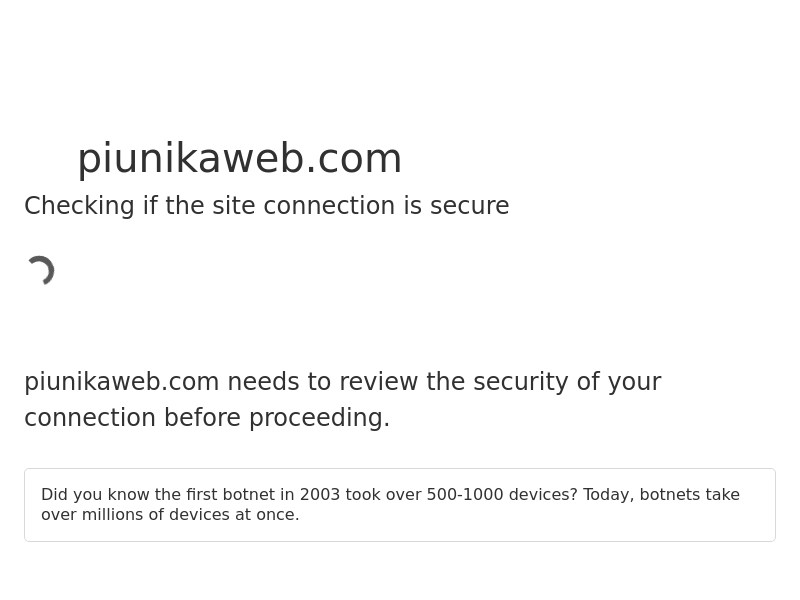 piunikaweb.com
Checking if the site connection is secure
piunikaweb.com needs to review the security of your
connection before proceeding.
Did you know the first botnet in 2003 took over 500-1000 devices? Today, botnets take
over millions of devices at once.